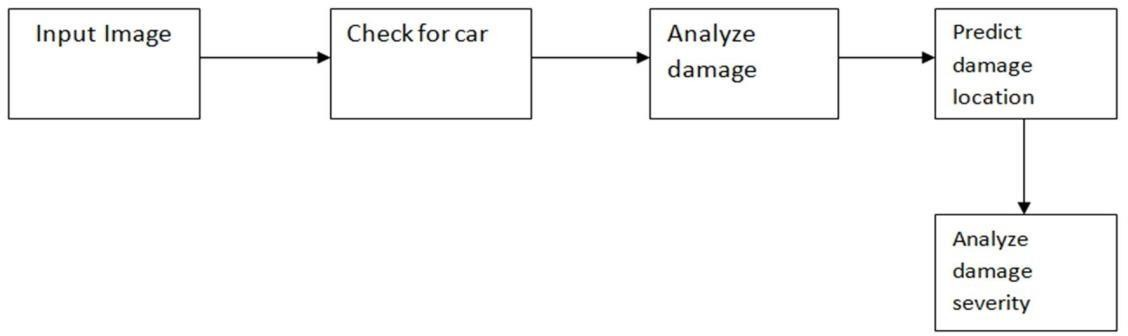 Input Image
Check for car
Analyze
damage
Predict
damage
location
Analyze
damage
severity